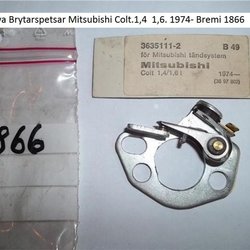 va Brytarspetsar Mitsubishi Colt.1,4 1,6. 1974- Bremi 1866
3635111-2 B 49
för Mitsubishi tändsystem
Mitsubishi
Colt 1,4/1,6 l 1974—
866